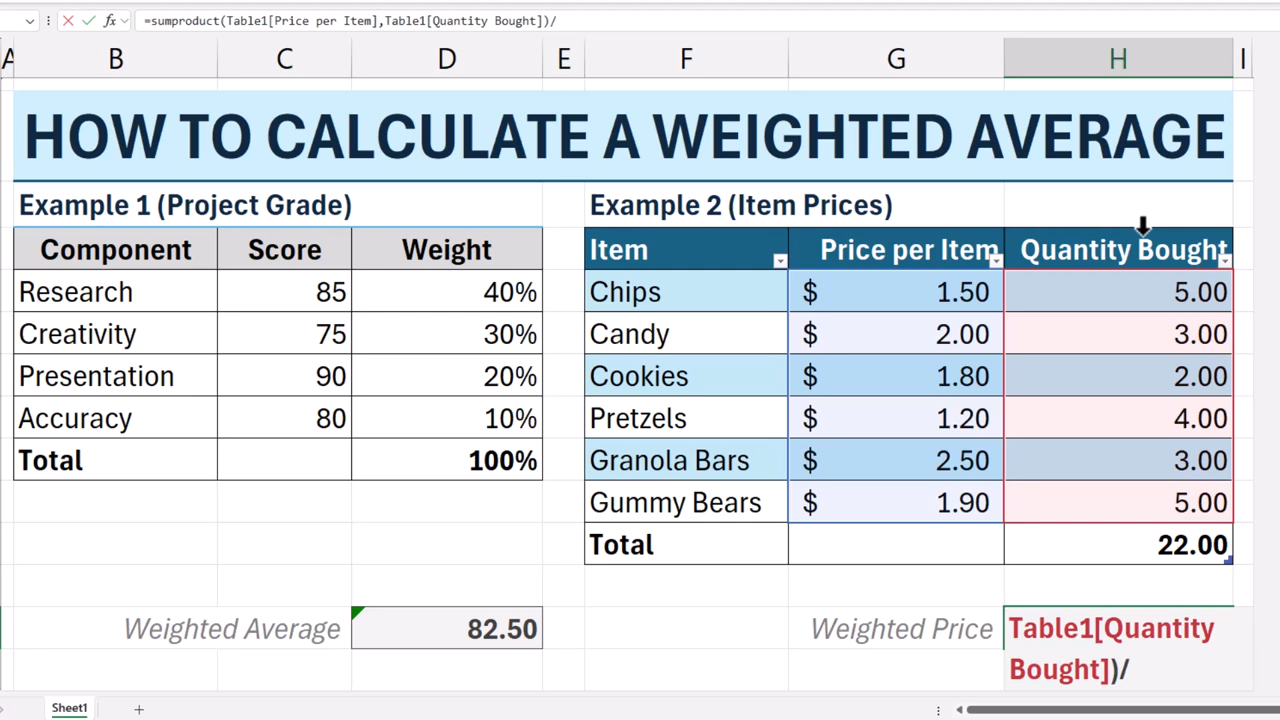 fx =sumproduct(Table1[Price per Item],Table1[Quantity Bought])/
A B C D E F G H I
HOW TO CALCULATE A WEIGHTED AVERAGE
Example 1 (Project Grade)
Component Score Weight
Research 85 40%
Creativity 75 30%
Presentation 90 20%
Accuracy 80 10%
Total 100%
Weighted Average 82.50
Example 2 (Item Prices)
Item Price per Item Quantity Bought
Chips $ 1.50 5.00
Candy $ 2.00 3.00
Cookies $ 1.80 2.00
Pretzels $ 1.20 4.00
Granola Bars $ 2.50 3.00
Gummy Bears $ 1.90 5.00
Total 22.00
Weighted Price Table1[Quantity
Bought])/
Sheet1 +